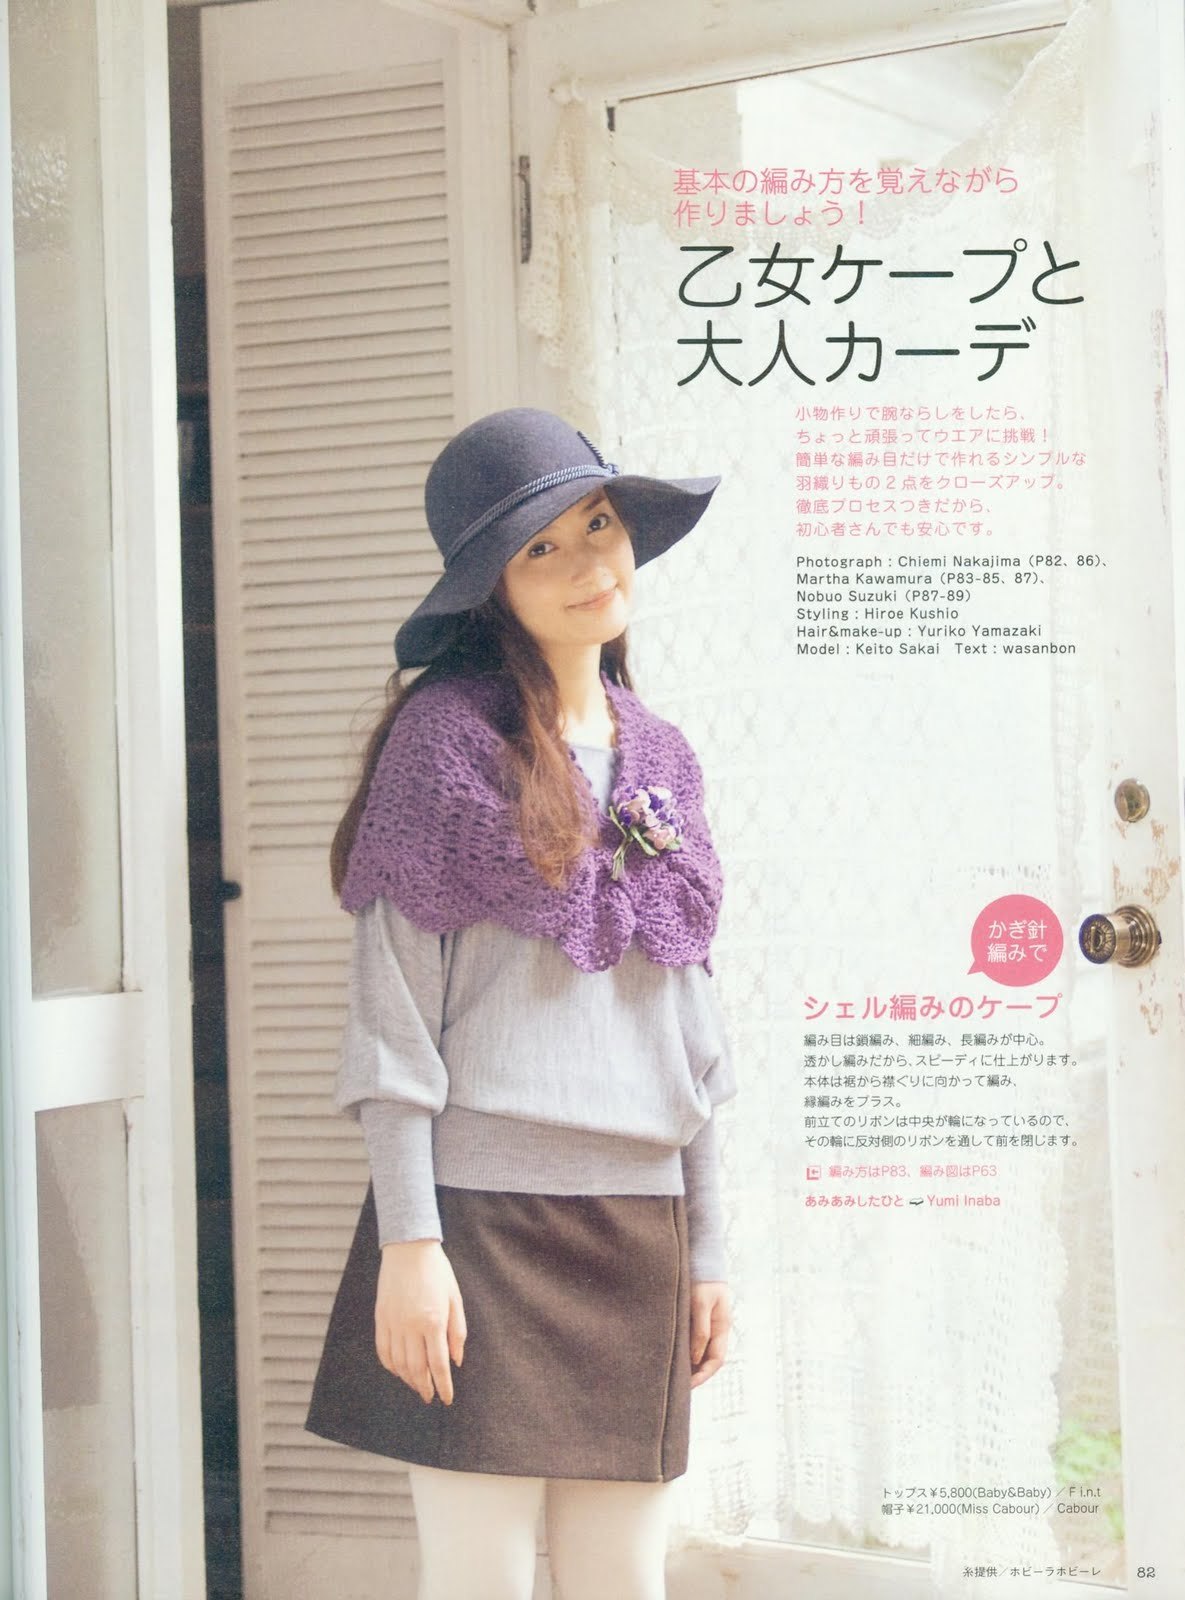 基本の編み方を覚えながら
作りましょう！
乙女ケープと
大人カーデ
小物作りで腕ならしをしたら、
ちょっと頑張ってウエアに挑戦！
簡単な編み目だけで作れるシンプルな
羽織りもの2点をクローズアップ。
徹底プロセスつきだから、
初心者さんでも安心です。
Photograph : Chiemi Nakajima（P82、86）、
Martha Kawamura（P83-85、87）、
Nobuo Suzuki（P87-89）
Styling : Hiroe Kushio
Hair&make-up : Yuriko Yamazaki
Model : Keito Sakai Text : wasanbon
かぎ針
編みで
シェル編みのケープ
編み目は鎖編み、細編み、長編みが中心。
透かし編みだから、スピーディに仕上がります。
本体は裾から襟ぐりに向かって編み、
縁編みをプラス。
前立てのリボンは中央が輪になっているので、
その輪に反対側のリボンを通して前を閉じます。
編み方はP83、編み図はP63
あみあみしたひと ➩ Yumi Inaba
トップス￥5,800(Baby&Baby)／F i.n.t
帽子￥21,000(Miss Cabour)／Cabour
糸提供／ホビーラホビーレ 82